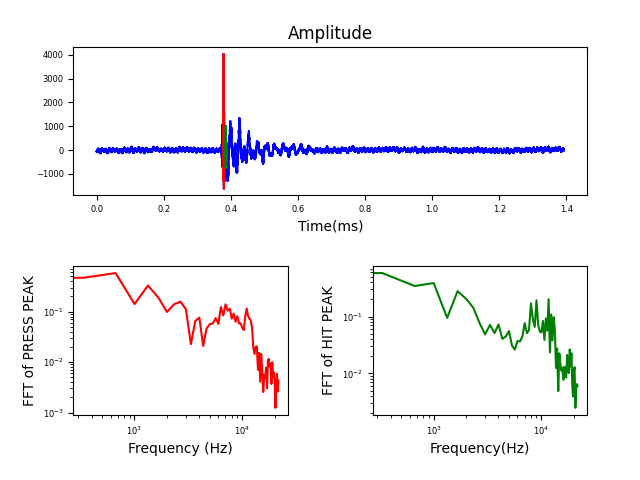 Amplitude
4000
3000
2000
1000
0
−1000
0.0 0.2 0.4 0.6 0.8 1.0 1.2 1.4
Time(ms)
FFT of PRESS PEAK
10⁻¹
10⁻²
10⁻³
10³ 10⁴
Frequency (Hz)
FFT of HIT PEAK
10⁻¹
10⁻²
10³ 10⁴
Frequency(Hz)